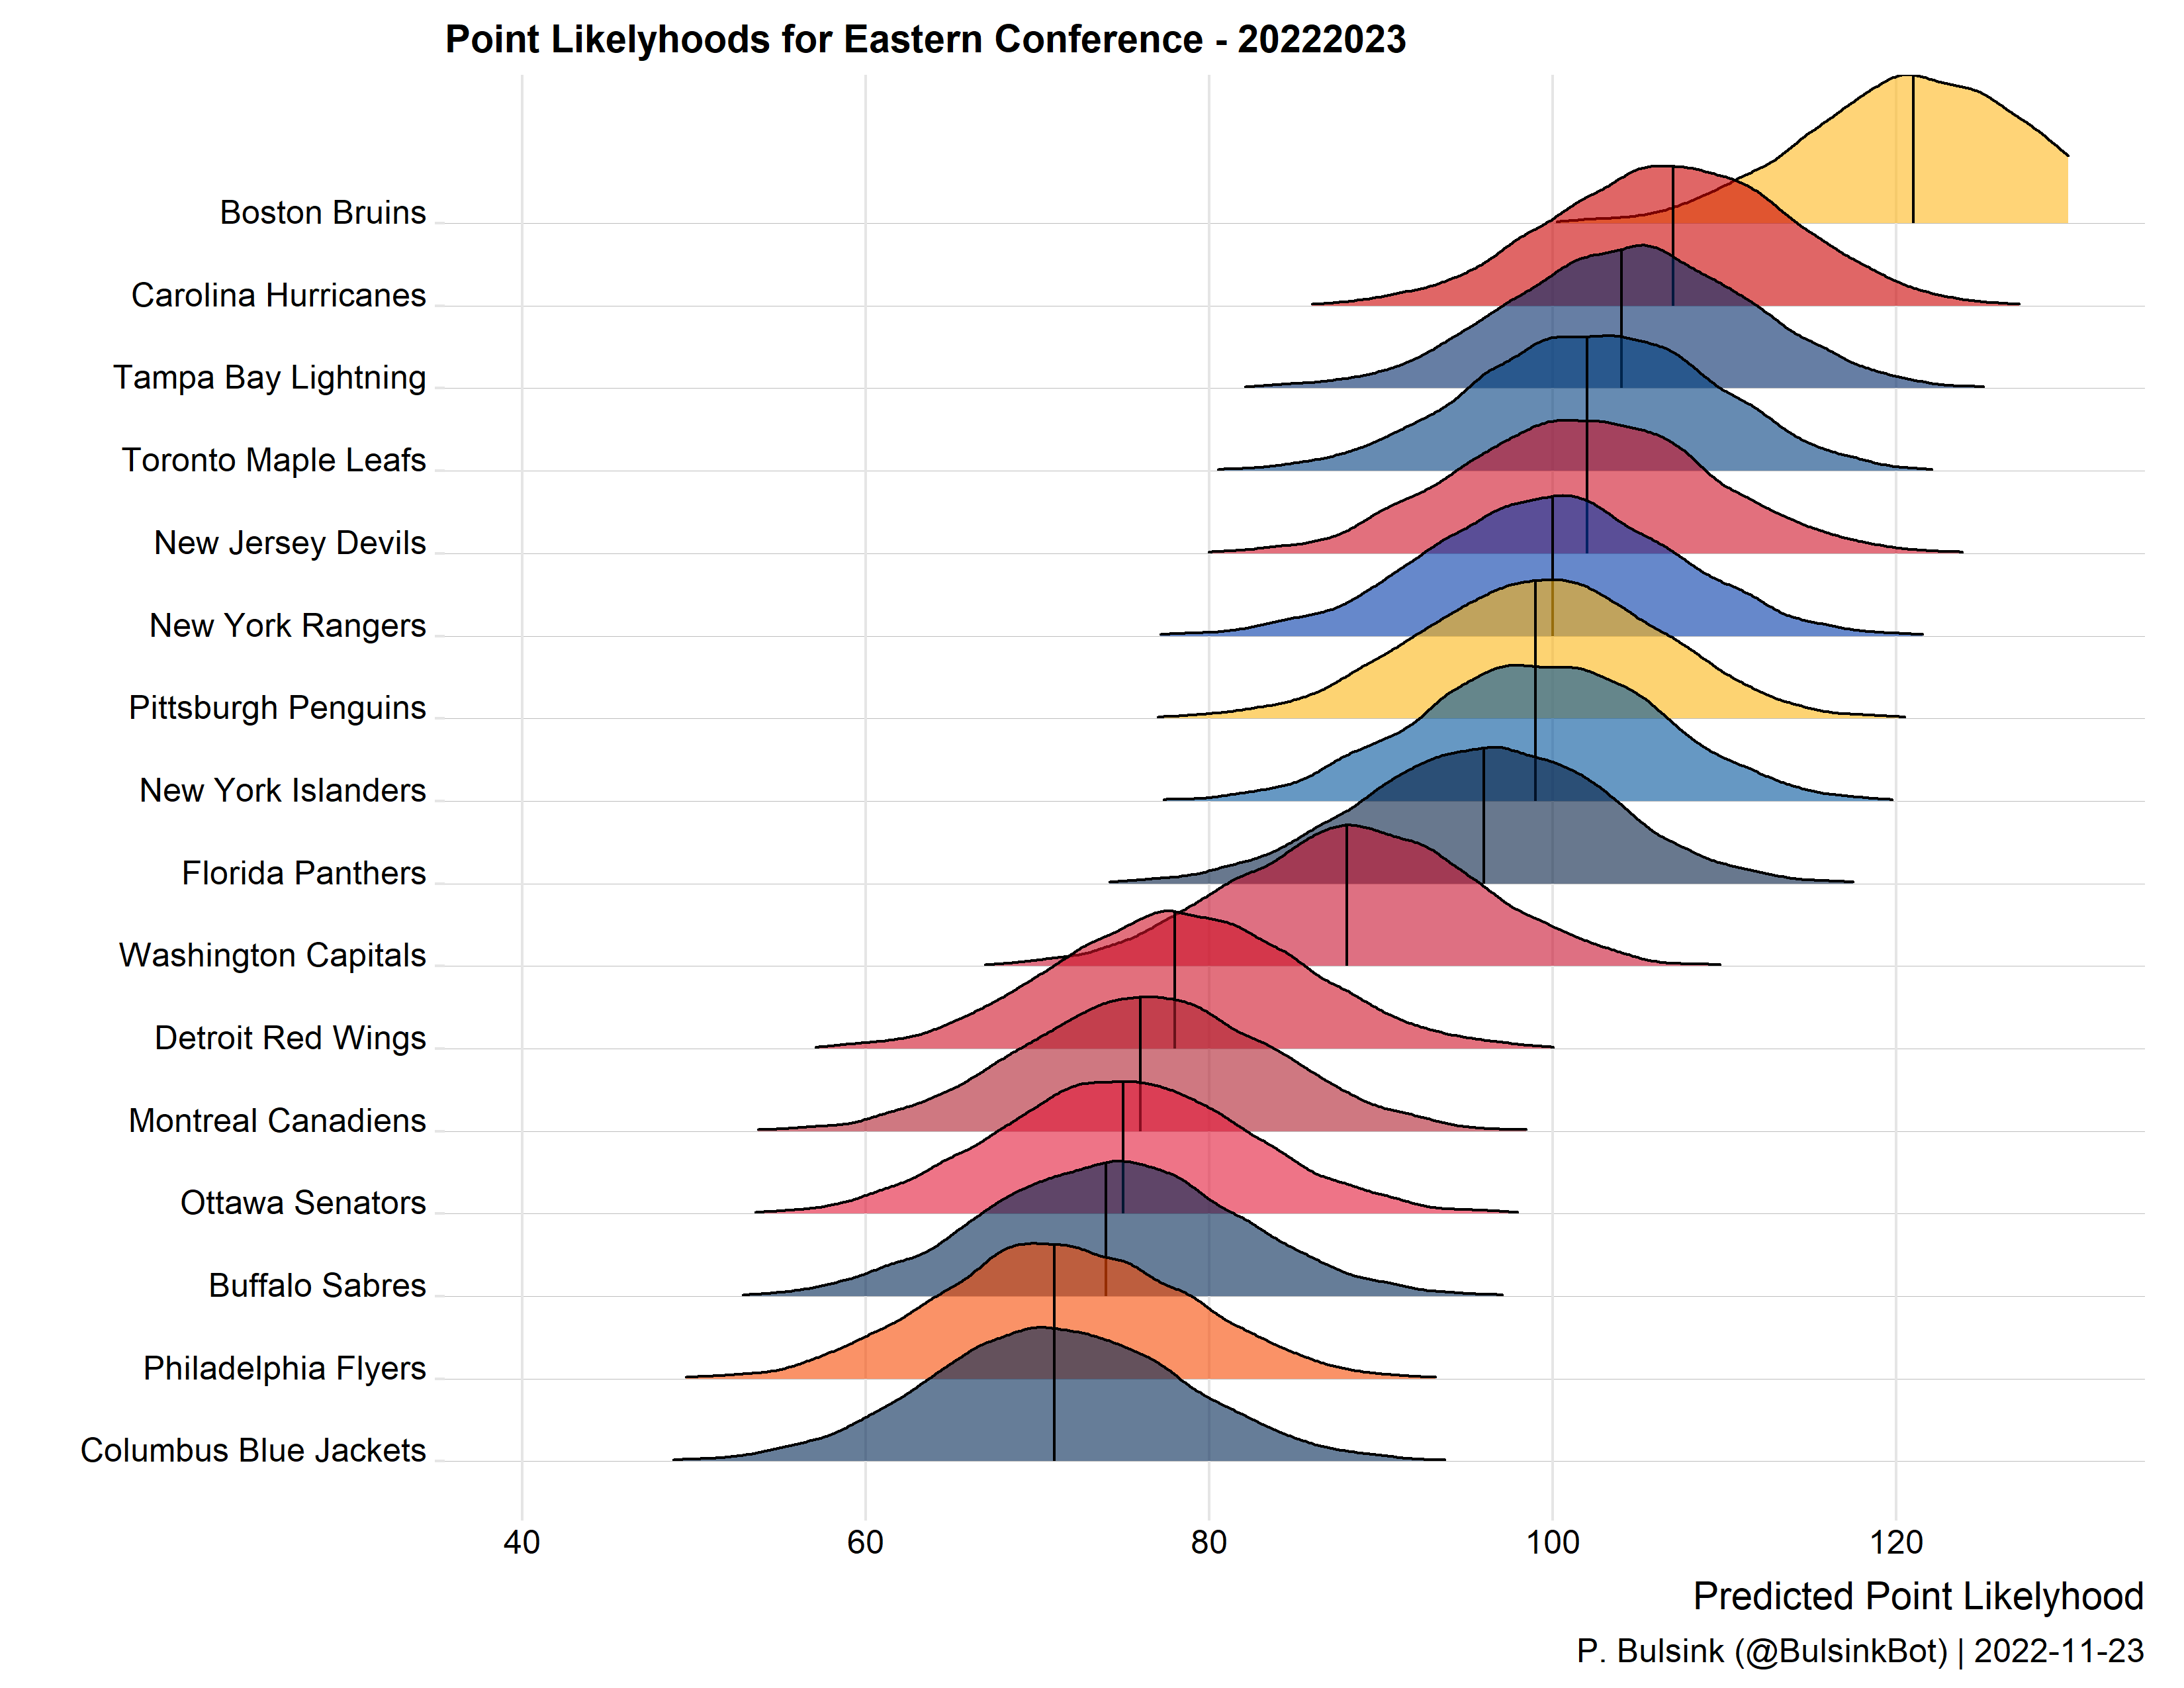 Point Likelyhoods for Eastern Conference - 20222023
Boston Bruins
Carolina Hurricanes
Tampa Bay Lightning
Toronto Maple Leafs
New Jersey Devils
New York Rangers
Pittsburgh Penguins
New York Islanders
Florida Panthers
Washington Capitals
Detroit Red Wings
Montreal Canadiens
Ottawa Senators
Buffalo Sabres
Philadelphia Flyers
Columbus Blue Jackets
40 60 80 100 120
Predicted Point Likelyhood
P. Bulsink (@BulsinkBot) | 2022-11-23